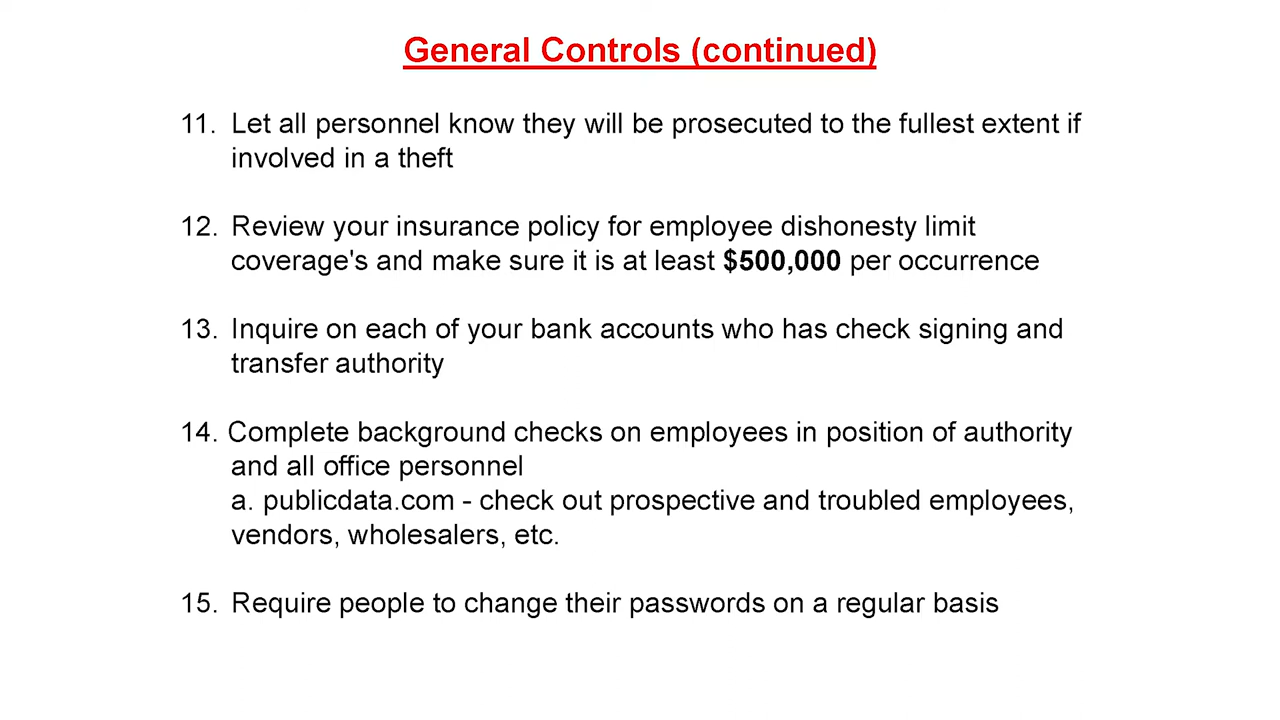 General Controls (continued)
11. Let all personnel know they will be prosecuted to the fullest extent if
involved in a theft
12. Review your insurance policy for employee dishonesty limit
coverage's and make sure it is at least $500,000 per occurrence
13. Inquire on each of your bank accounts who has check signing and
transfer authority
14. Complete background checks on employees in position of authority
and all office personnel
a. publicdata.com - check out prospective and troubled employees,
vendors, wholesalers, etc.
15. Require people to change their passwords on a regular basis